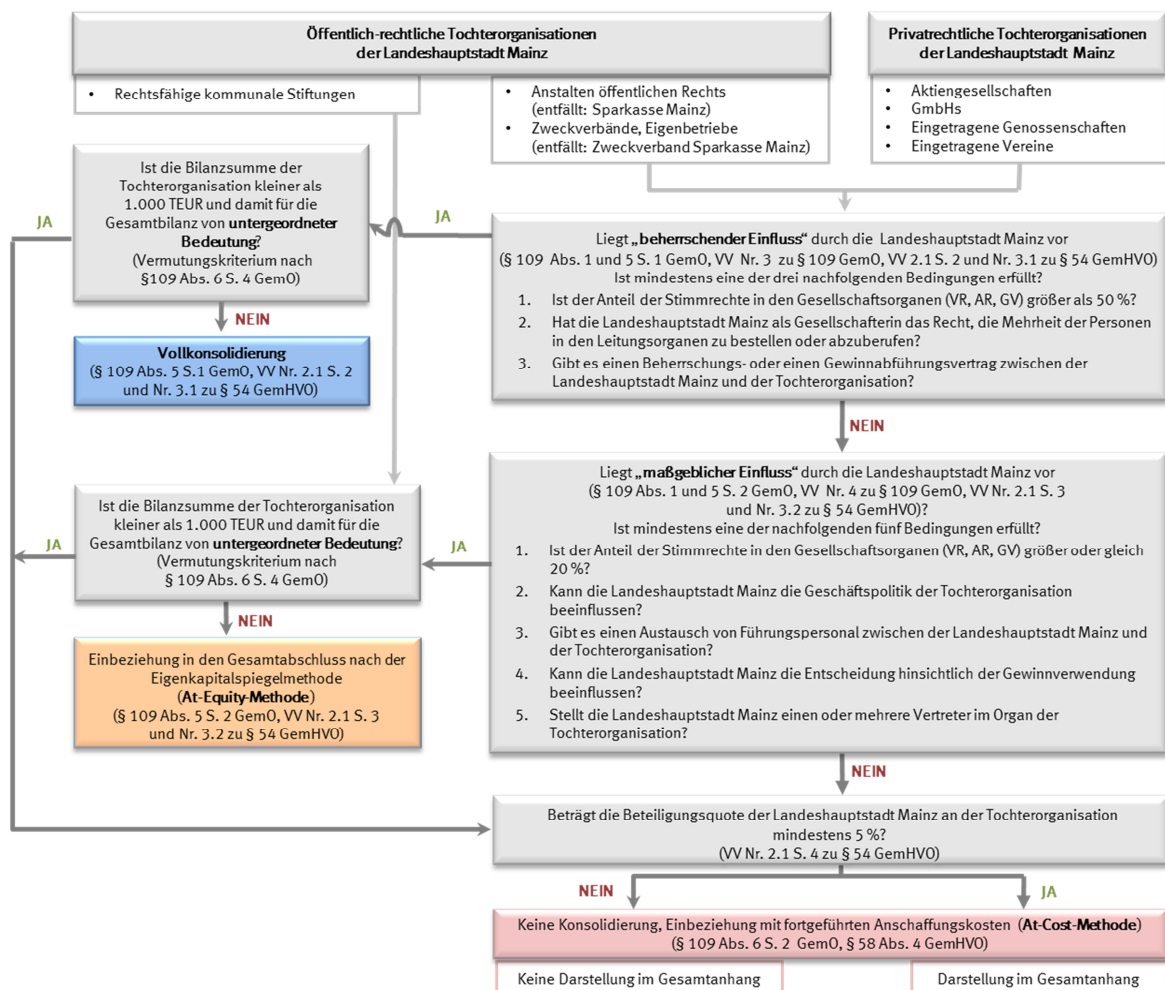 Öffentlich-rechtliche Tochterorganisationen
der Landeshauptstadt Mainz
Privatrechtliche Tochterorganisationen
der Landeshauptstadt Mainz
• Rechtsfähige kommunale Stiftungen
• Anstalten öffentlichen Rechts
(entfällt: Sparkasse Mainz)
• Zweckverbände, Eigenbetriebe
(entfällt: Zweckverband Sparkasse Mainz)
• Aktiengesellschaften
• GmbHs
• Eingetragene Genossenschaften
• Eingetragene Vereine
Ist die Bilanzsumme der
Tochterorganisation kleiner als
1.000 TEUR und damit für die
Gesamtbilanz von untergeordneter
Bedeutung?
(Vermutungskriterium nach
§109 Abs. 6 S. 4 GemO)
JA
JA
NEIN
Vollkonsolidierung
(§ 109 Abs. 5 S.1 GemO, VV Nr. 2.1 S. 2
und Nr. 3.1 zu § 54 GemHVO)
Liegt „beherrschender Einfluss“ durch die Landeshauptstadt Mainz vor
(§ 109 Abs. 1 und 5 S. 1 GemO, VV Nr. 3 zu § 109 GemO, VV 2.1 S. 2 und Nr. 3.1 zu § 54 GemHVO)
Ist mindestens eine der drei nachfolgenden Bedingungen erfüllt?
1. Ist der Anteil der Stimmrechte in den Gesellschaftsorganen (VR, AR, GV) größer als 50 %?
2. Hat die Landeshauptstadt Mainz als Gesellschafterin das Recht, die Mehrheit der Personen
in den Leitungsorganen zu bestellen oder abzuberufen?
3. Gibt es einen Beherrschungs- oder einen Gewinnabführungsvertrag zwischen der
Landeshauptstadt Mainz und der Tochterorganisation?
NEIN
Ist die Bilanzsumme der Tochterorganisation
kleiner als 1.000 TEUR und damit für die
Gesamtbilanz von untergeordneter Bedeutung?
(Vermutungskriterium nach
§ 109 Abs. 6 S. 4 GemO)
JA
JA
NEIN
Einbeziehung in den Gesamtabschluss nach der
Eigenkapitalspiegelmethode
(At-Equity-Methode)
(§ 109 Abs. 5 S. 2 GemO, VV Nr. 2.1 S. 3
und Nr. 3.2 zu § 54 GemHVO)
Liegt „maßgeblicher Einfluss“ durch die Landeshauptstadt Mainz vor
(§ 109 Abs. 1 und 5 S. 2 GemO, VV Nr. 4 zu § 109 GemO, VV Nr. 2.1 S. 3
und Nr. 3.2 zu § 54 GemHVO)?
Ist mindestens eine der nachfolgenden fünf Bedingungen erfüllt?
1. Ist der Anteil der Stimmrechte in den Gesellschaftsorganen (VR, AR, GV) größer oder gleich
20 %?
2. Kann die Landeshauptstadt Mainz die Geschäftspolitik der Tochterorganisation
beeinflussen?
3. Gibt es einen Austausch von Führungspersonal zwischen der Landeshauptstadt Mainz und
der Tochterorganisation?
4. Kann die Landeshauptstadt Mainz die Entscheidung hinsichtlich der Gewinnverwendung
beeinflussen?
5. Stellt die Landeshauptstadt Mainz einen oder mehrere Vertreter im Organ der
Tochterorganisation?
NEIN
Beträgt die Beteiligungsquote der Landeshauptstadt Mainz an der Tochterorganisation
mindestens 5 %?
(VV Nr. 2.1 S. 4 zu § 54 GemHVO)
NEIN
JA
Keine Konsolidierung, Einbeziehung mit fortgeführten Anschaffungskosten (At-Cost-Methode)
(§ 109 Abs. 6 S. 2 GemO, § 58 Abs. 4 GemHVO)
Keine Darstellung im Gesamtanhang
Darstellung im Gesamtanhang